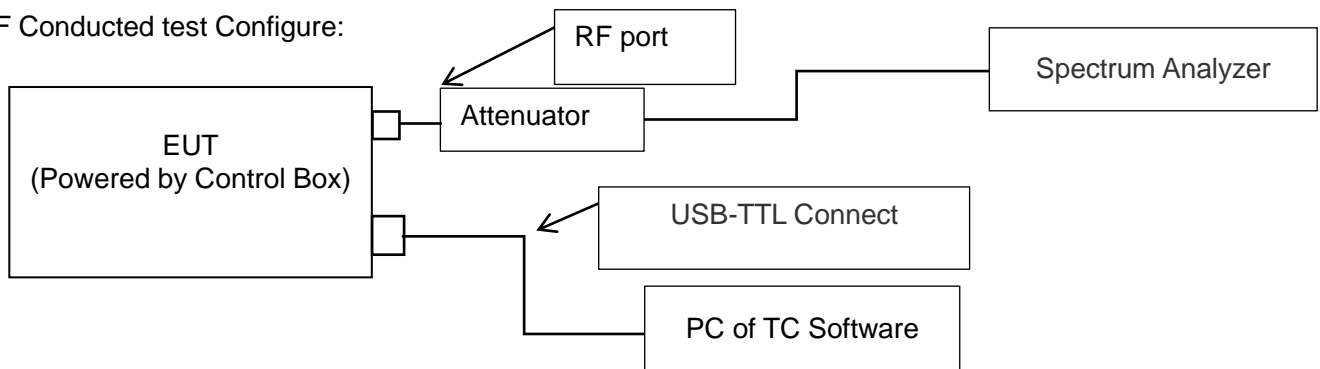 F Conducted test Configure:
RF port
Spectrum Analyzer
Attenuator
EUT
(Powered by Control Box)
USB-TTL Connect
PC of TC Software